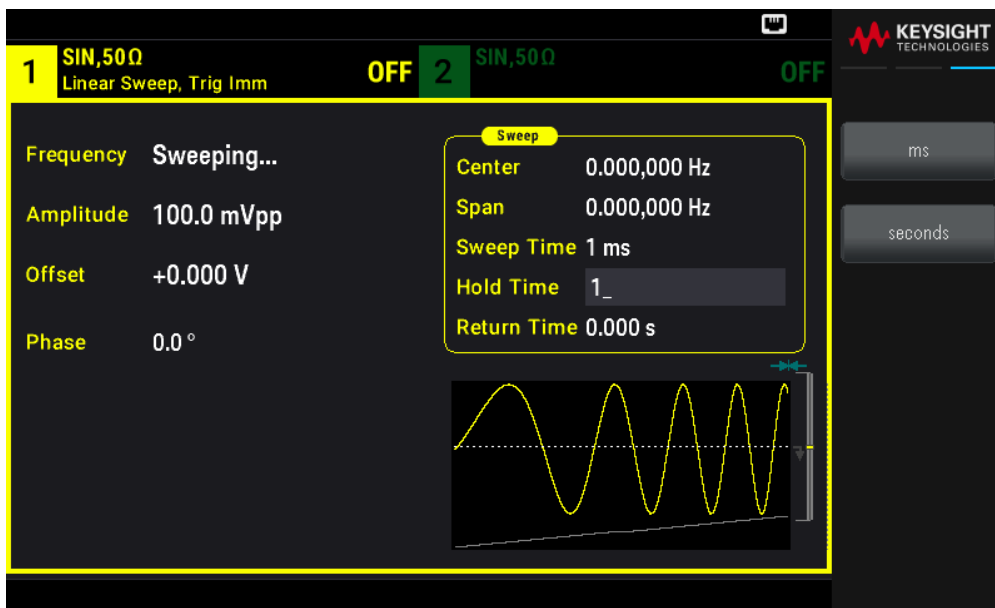 KEYSIGHT
TECHNOLOGIES
1
SIN,50Ω
Linear Sweep, Trig Imm
OFF
2
SIN,50Ω
OFF
Frequency Sweeping...
Amplitude 100.0 mVpp
Offset +0.000 V
Phase 0.0 °
Sweep
Center 0.000,000 Hz
Span 0.000,000 Hz
Sweep Time 1 ms
Hold Time 1_
Return Time 0.000 s
ms
seconds